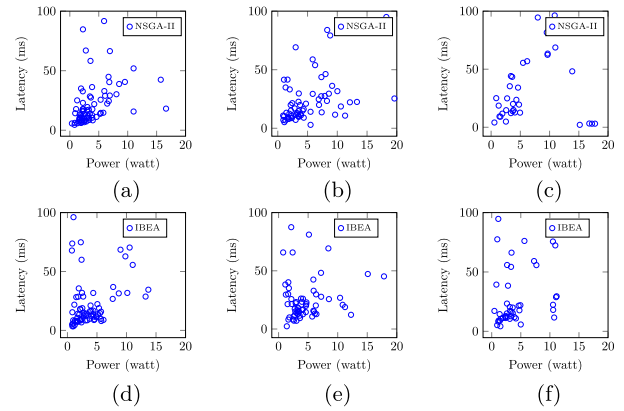 100
50
0
Latency (ms)
0 5 10 15 20
Power (watt)
NSGA-II
(a)
100
50
0
Latency (ms)
0 5 10 15 20
Power (watt)
NSGA-II
(b)
100
50
0
Latency (ms)
0 5 10 15 20
Power (watt)
NSGA-II
(c)
100
50
0
Latency (ms)
0 5 10 15 20
Power (watt)
IBEA
(d)
100
50
0
Latency (ms)
0 5 10 15 20
Power (watt)
IBEA
(e)
100
50
0
Latency (ms)
0 5 10 15 20
Power (watt)
IBEA
(f)